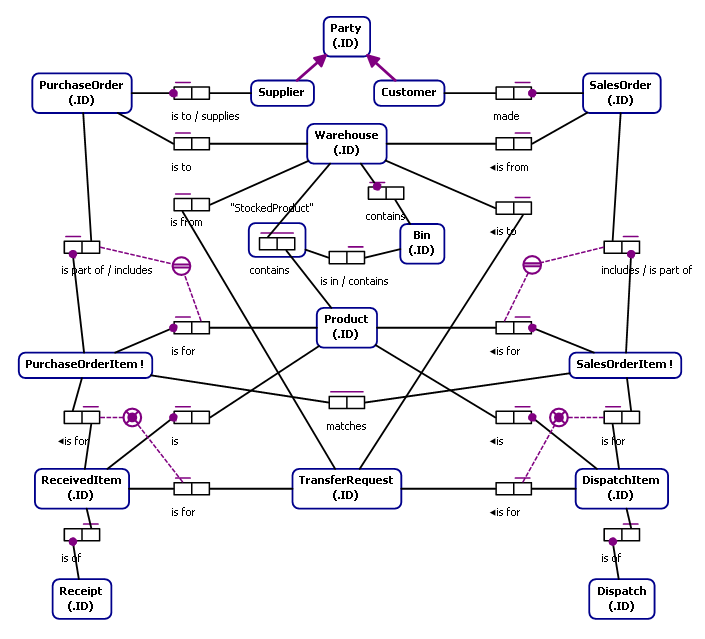 Party
(.ID)
PurchaseOrder
(.ID)
Supplier
Customer
SalesOrder
(.ID)
is to / supplies
made
Warehouse
(.ID)
is to
◄is from
"StockedProduct"
is from
contains
◄is to
Bin
(.ID)
is part of / includes
contains
is in / contains
includes / is part of
Product
(.ID)
is for
◄is for
PurchaseOrderItem !
SalesOrderItem !
matches
◄is for
is
◄is
is for
ReceivedItem
(.ID)
TransferRequest
(.ID)
DispatchItem
(.ID)
is for
◄is for
is of
is of
Receipt
(.ID)
Dispatch
(.ID)